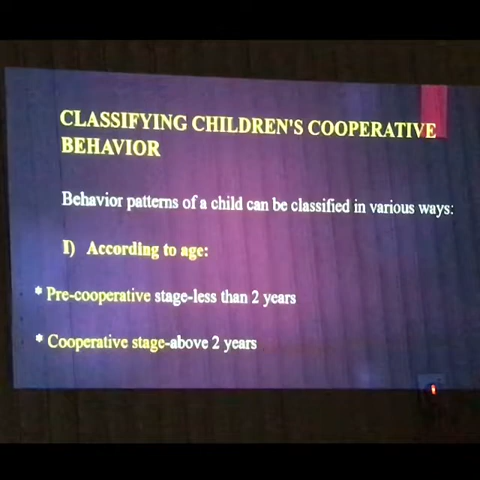 CLASSIFYING CHILDREN'S COOPERATIVE
BEHAVIOR
Behavior patterns of a child can be classified in various ways:
I) According to age:
* Pre-cooperative stage-less than 2 years
* Cooperative stage-above 2 years